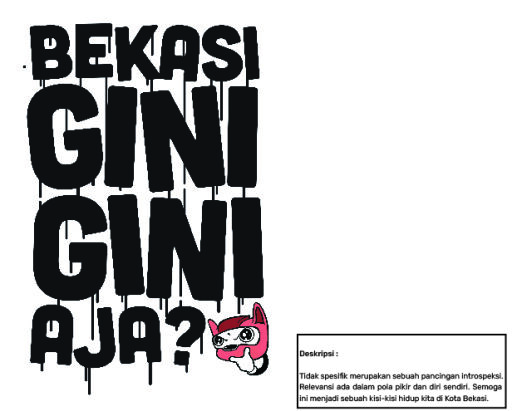 BEKASI
GINI
GINI
AJA?
Deskripsi :
Tidak spesifik merupakan sebuah pancingan introspeksi.
Relevansi ada dalam pola pikir dan diri sendiri. Semoga
ini menjadi sebuah kisi-kisi hidup kita di Kota Bekasi.